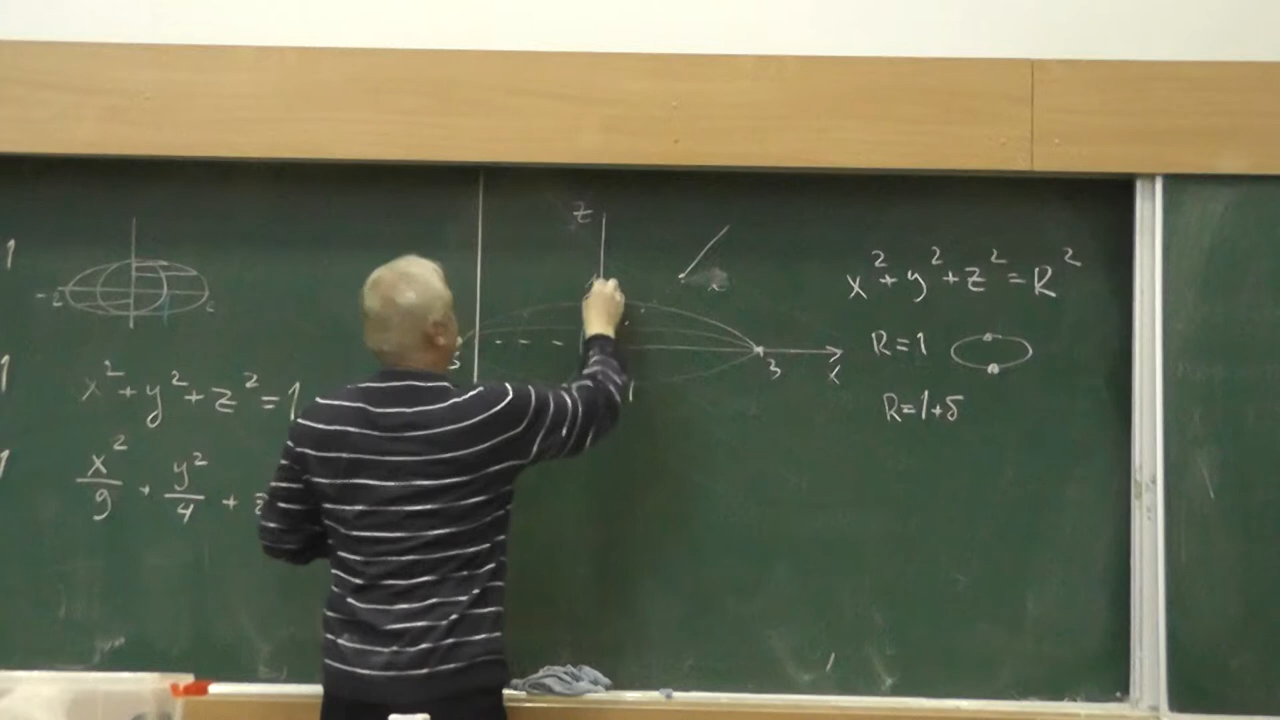 1
-2
2
1
x² + y² + z² = 1
1
x²/9 + y²/4 + z
z
3
x
1
x² + y² + z² = R²
R = 1
R = 1 + δ